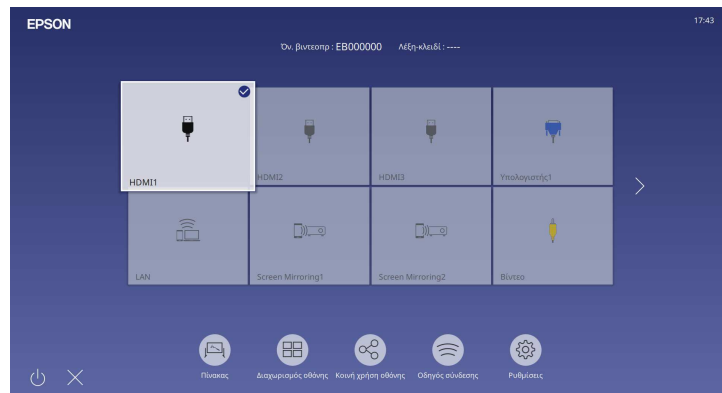 EPSON
17:43
Όν. βιντεοπρ : EB000000 Λέξη-κλειδί : ----
HDMI1
HDMI2
HDMI3
Υπολογιστής1
LAN
Screen Mirroring1
Screen Mirroring2
Βίντεο
Πίνακας
Διαχωρισμός οθόνης
Κοινή χρήση οθόνης
Οδηγός σύνδεσης
Ρυθμίσεις